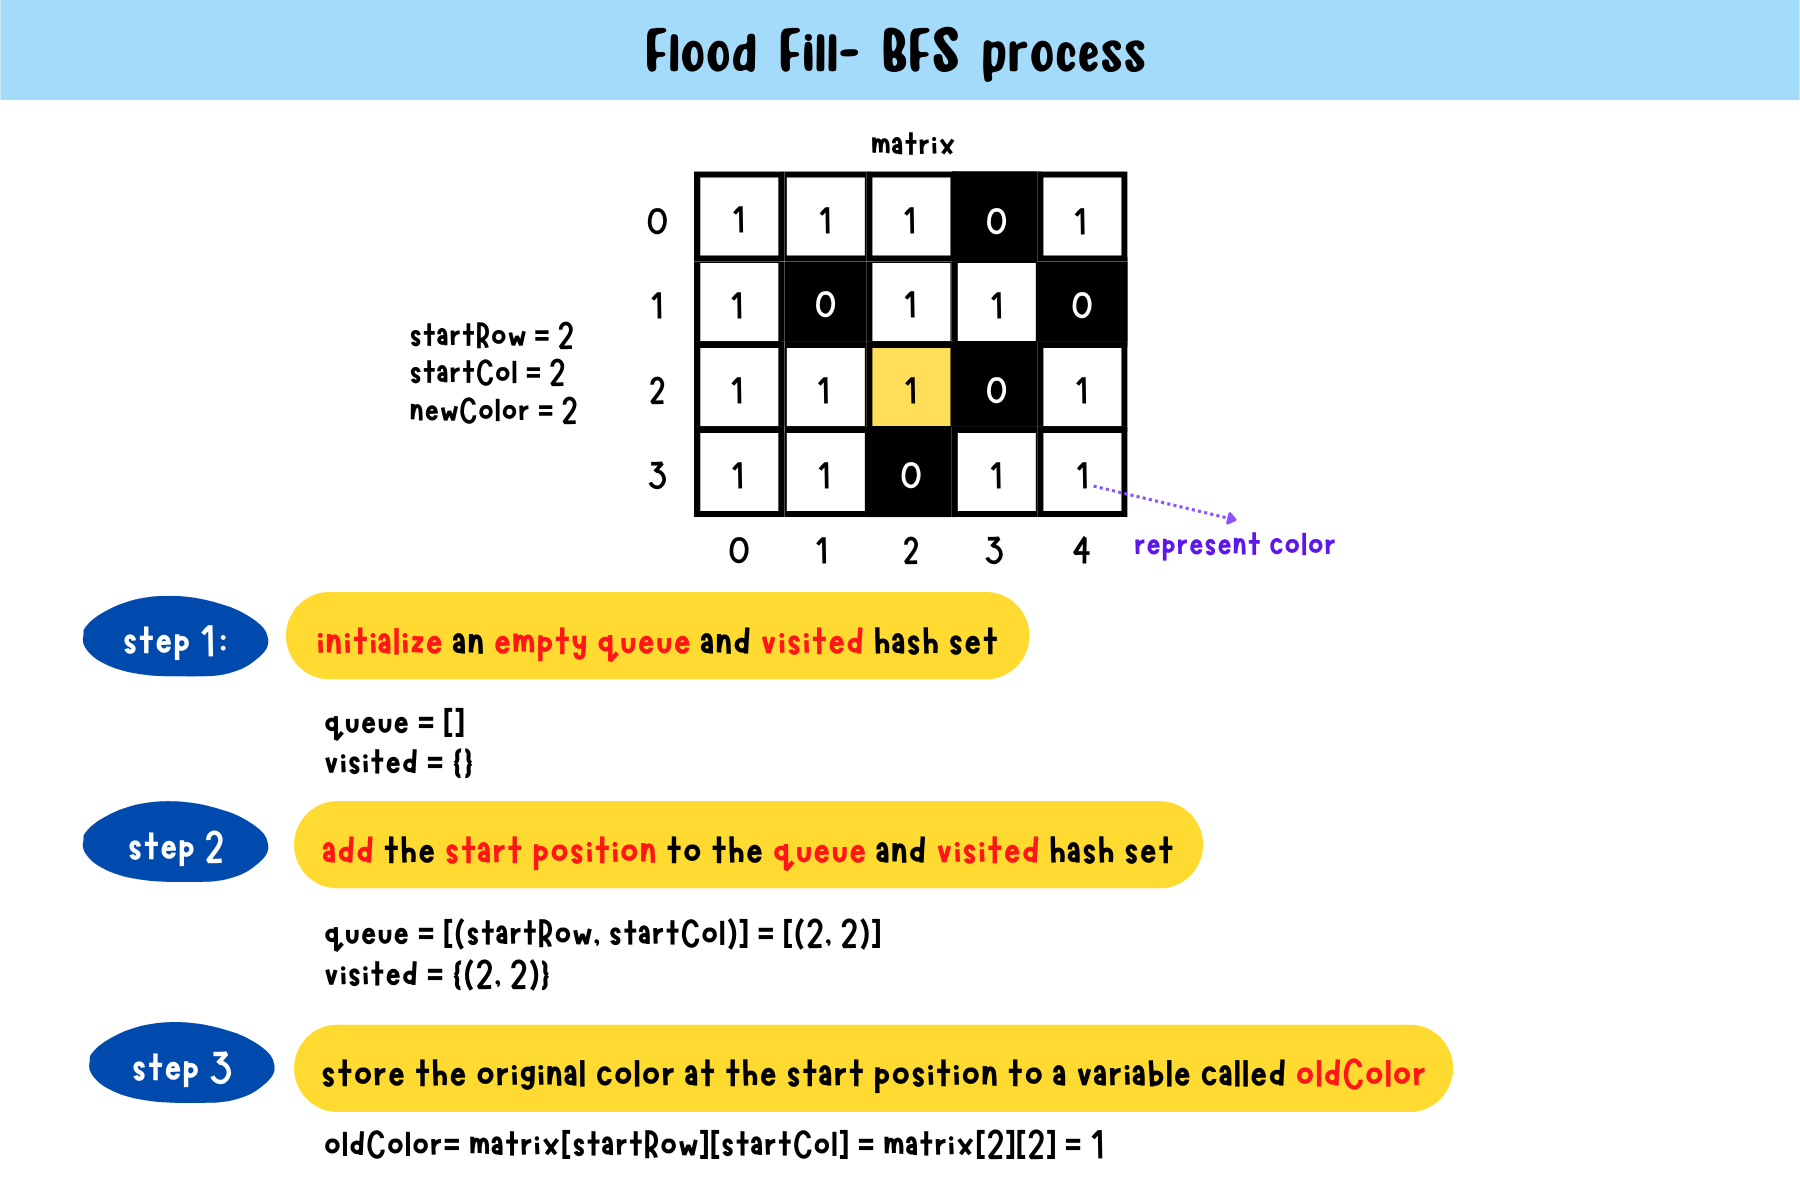 Flood Fill- BFS process
matrix
0 1 1 1 0 1
1 1 0 1 1 0
startRow = 2
startCol = 2
newColor = 2
2 1 1 1 0 1
3 1 1 0 1 1
0 1 2 3 4
represent color
step 1: initialize an empty queue and visited hash set
queue = []
visited = {}
step 2 add the start position to the queue and visited hash set
queue = [(startRow, startCol)] = [(2, 2)]
visited = {(2, 2)}
step 3 store the original color at the start position to a variable called oldColor
oldColor= matrix[startRow][startCol] = matrix[2][2] = 1